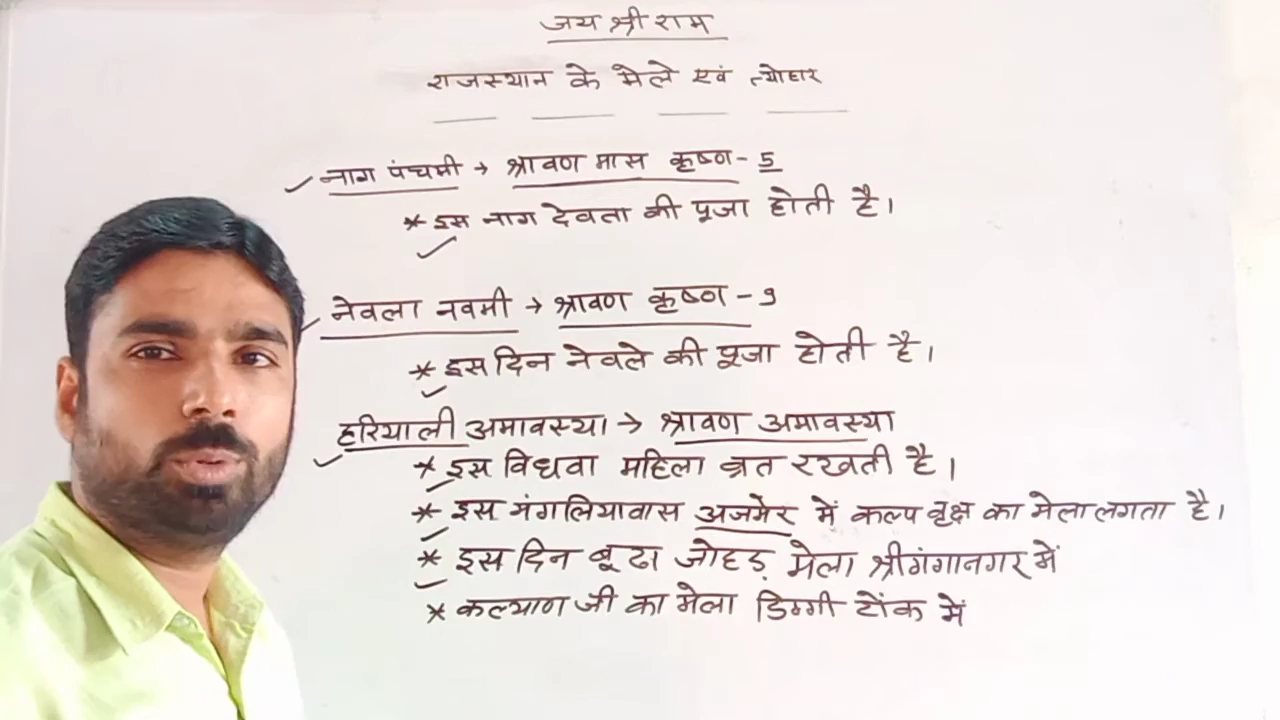 जय श्री राम
राजस्थान के मेले एवं त्योहार
नाग पंचमी → श्रावण मास कृष्ण - 5
* इस नाग देवता की पूजा होती है।
नेवला नवमी → श्रावण कृष्ण - 9
* इस दिन नेवले की पूजा होती है।
हरियाली अमावस्या → श्रावण अमावस्या
* इस विधवा महिला व्रत रखती है।
* इस मंगलियावास अजमेर में कल्प वृक्ष का मेला लगता है।
* इस दिन बूढा जोहड़ मेला श्रीगंगानगर में
* कल्याण जी का मेला डिग्गी टोंक में